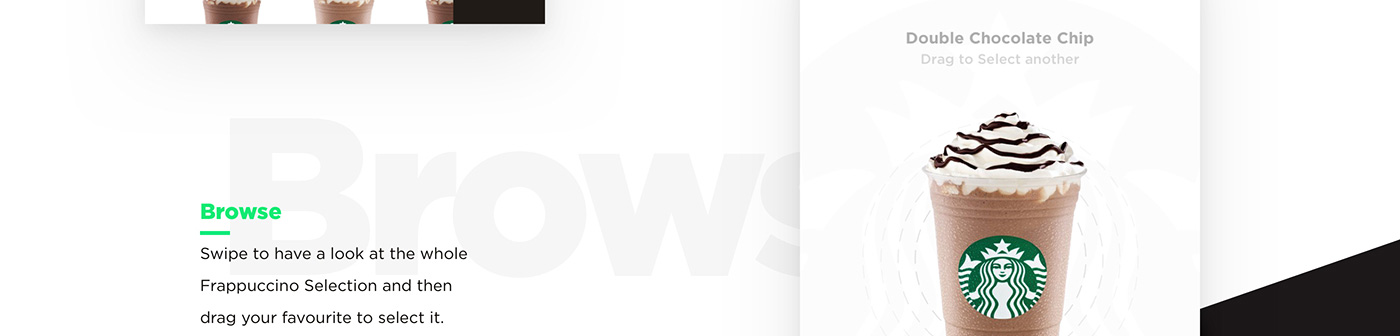 Double Chocolate Chip
Drag to Select another
Brows
Browse
Swipe to have a look at the whole
Frappuccino Selection and then
drag your favourite to select it.